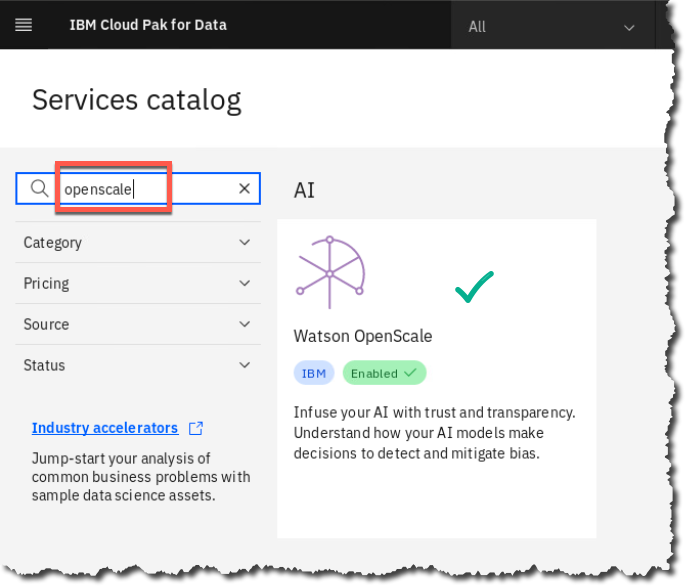 IBM Cloud Pak for Data
All
Services catalog
openscale
Category
Pricing
Source
Status
Industry accelerators
Jump-start your analysis of
common business problems with
sample data science assets.
AI
Watson OpenScale
IBM
Enabled
Infuse your AI with trust and transparency.
Understand how your AI models make
decisions to detect and mitigate bias.